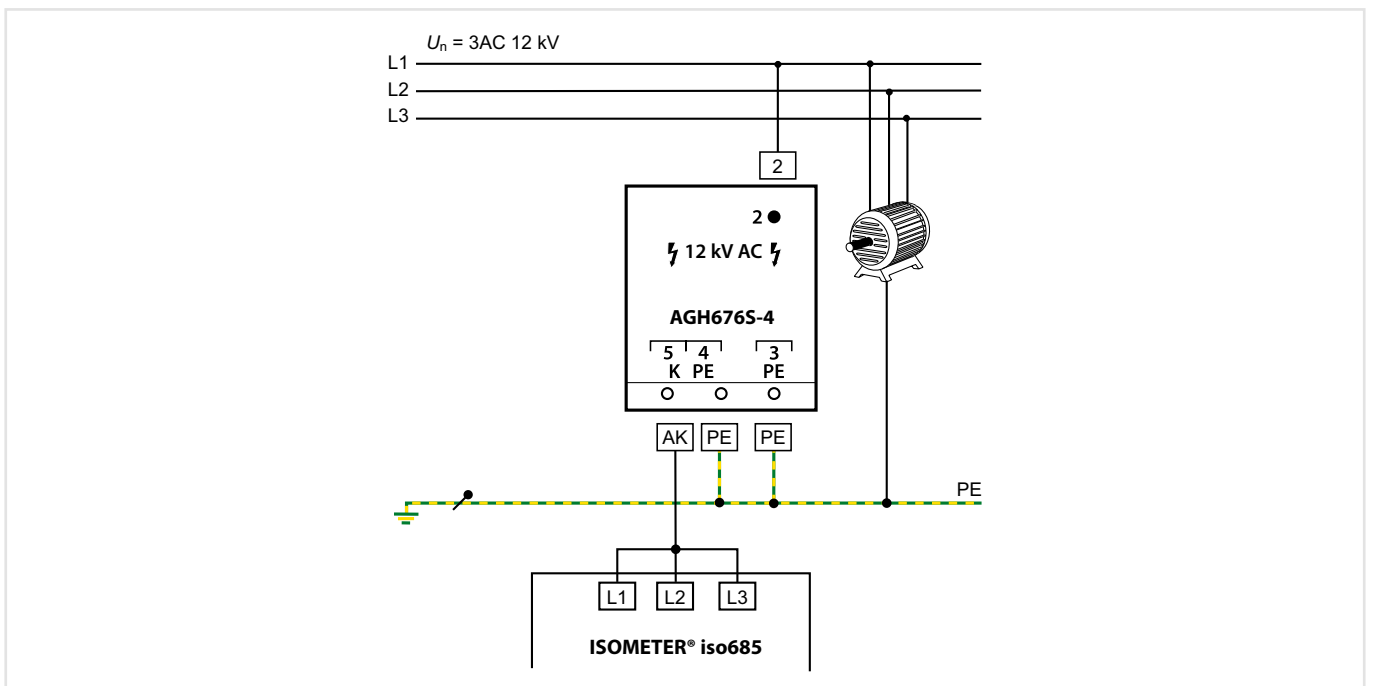 Un = 3AC 12 kV
L1
L2
L3
2
2
12 kV AC
AGH676S-4
5 4 3
K PE PE
AK PE PE
PE
L1 L2 L3
ISOMETER® iso685